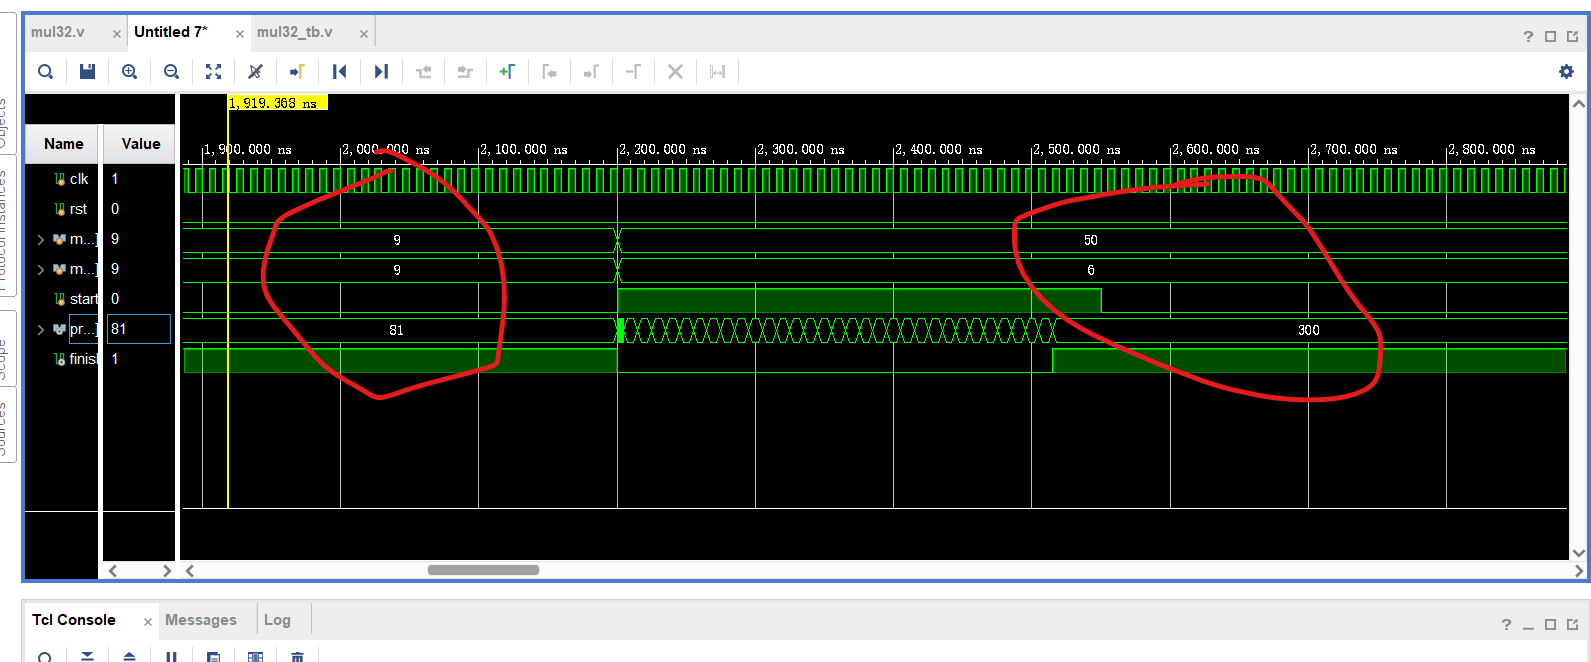 mul32.v × Untitled 7* × mul32_tb.v ×
?
Objects
Protocol Instances
Scope
Sources
1,919.368 ns
Name Value
1,900.000 ns 2,000.000 ns 2,100.000 ns 2,200.000 ns 2,300.000 ns 2,400.000 ns 2,500.000 ns 2,600.000 ns 2,700.000 ns 2,800.000 ns
clk 1
rst 0
m...] 9 9 50
m...] 9 9 6
start 0
pr...] 81 81 300
finisl 1
Tcl Console × Messages Log
?